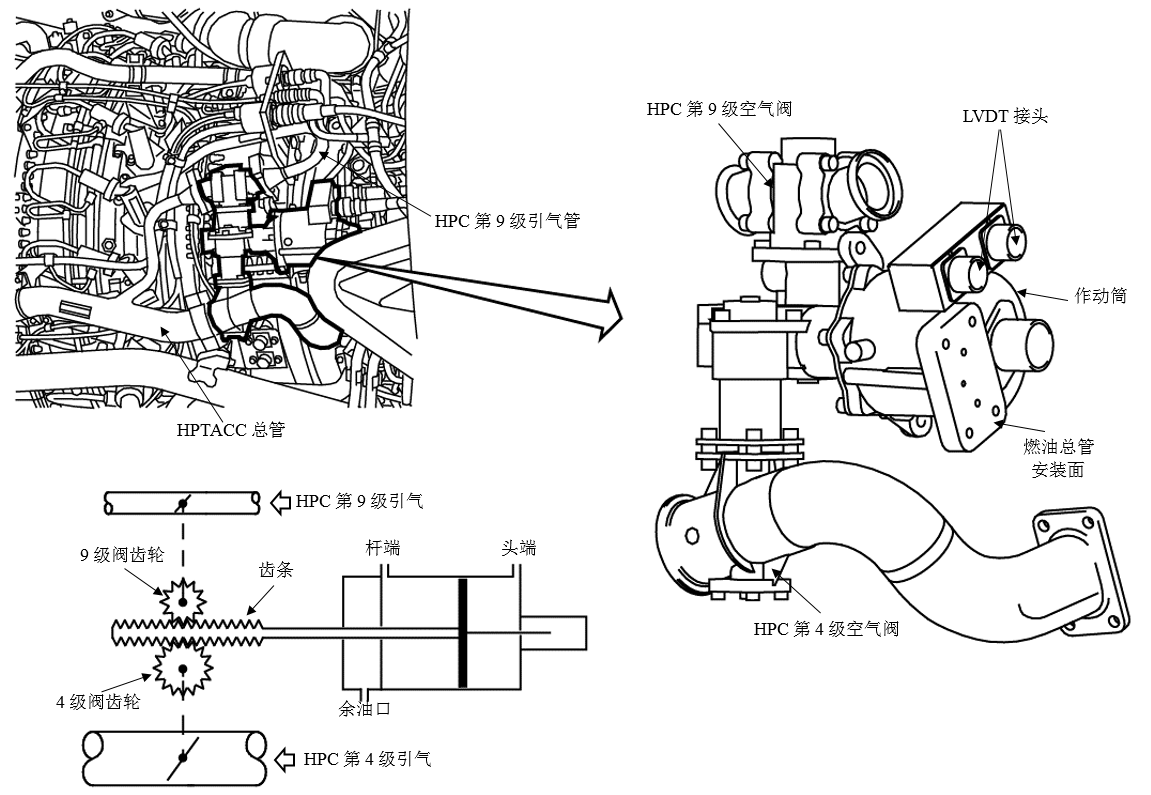 HPC 第 9 级空气阀
LVDT 接头
HPC 第 9 级引气管
作动筒
HPTACC 总管
燃油总管
安装面
HPC 第 9 级引气
9 级阀齿轮
齿条
杆端
头端
HPC 第 4 级空气阀
4 级阀齿轮
余油口
HPC 第 4 级引气